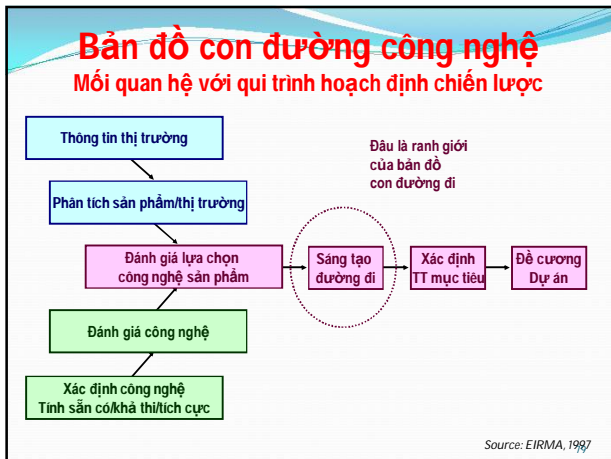 Bản đồ con đường công nghệ
Mối quan hệ với qui trình hoạch định chiến lược
Thông tin thị trường
Đâu là ranh giới
của bản đồ
con đường đi
Phân tích sản phẩm/thị trường
Đánh giá lựa chọn
công nghệ sản phẩm
Sáng tạo
đường đi
Xác định
TT mục tiêu
Đề cương
Dự án
Đánh giá công nghệ
Xác định công nghệ
Tính sẵn có/khả thi/tích cực
Source: EIRMA, 1997